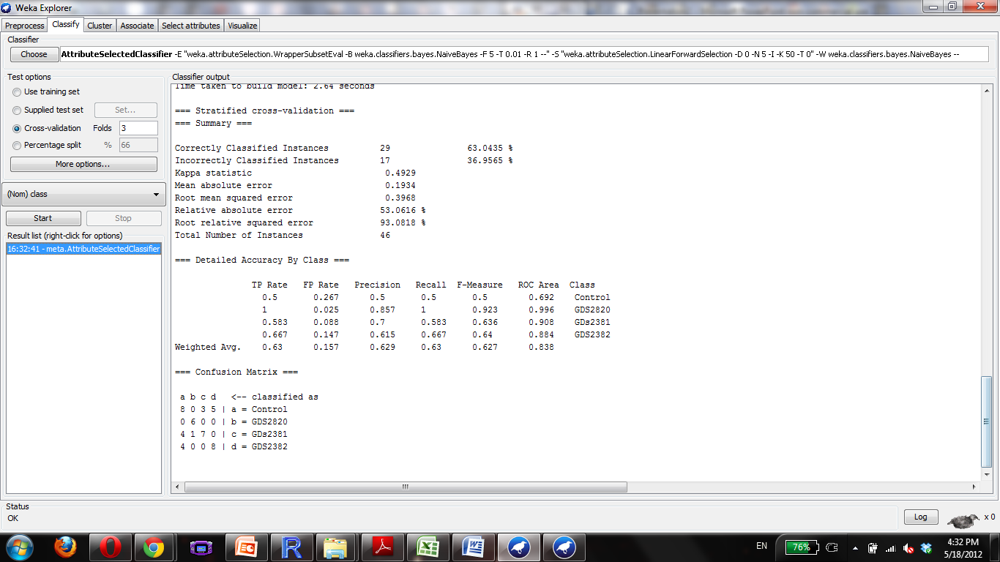 Weka Explorer
Preprocess Classify Cluster Associate Select attributes Visualize
Classifier
Choose AttributeSelectedClassifier -E "weka.attributeSelection.WrapperSubsetEval -B weka.classifiers.bayes.NaiveBayes -F 5 -T 0.01 -R 1 --" -S "weka.attributeSelection.LinearForwardSelection -D 0 -N 5 -I -K 50 -T 0" -W weka.classifiers.bayes.NaiveBayes --
Test options
Use training set
Supplied test set Set...
Cross-validation Folds 3
Percentage split % 66
More options...
(Nom) class
Start Stop
Result list (right-click for options)
16:32:41 - meta.AttributeSelectedClassifier
Classifier output
Time taken to build model: 2.64 seconds
=== Stratified cross-validation ===
=== Summary ===
Correctly Classified Instances 29 63.0435 %
Incorrectly Classified Instances 17 36.9565 %
Kappa statistic 0.4929
Mean absolute error 0.1934
Root mean squared error 0.3968
Relative absolute error 53.0616 %
Root relative squared error 93.0818 %
Total Number of Instances 46
=== Detailed Accuracy By Class ===
TP Rate FP Rate Precision Recall F-Measure ROC Area Class
0.5 0.267 0.5 0.5 0.5 0.692 Control
1 0.025 0.857 1 0.923 0.996 GDS2820
0.583 0.088 0.7 0.583 0.636 0.908 GDs2381
0.667 0.147 0.615 0.667 0.64 0.884 GDS2382
Weighted Avg. 0.63 0.157 0.629 0.63 0.627 0.838
=== Confusion Matrix ===
a b c d <-- classified as
8 0 3 5 | a = Control
0 6 0 0 | b = GDS2820
4 1 7 0 | c = GDs2381
4 0 0 8 | d = GDS2382
Status
OK
Log x 0
EN 76% 4:32 PM
5/18/2012